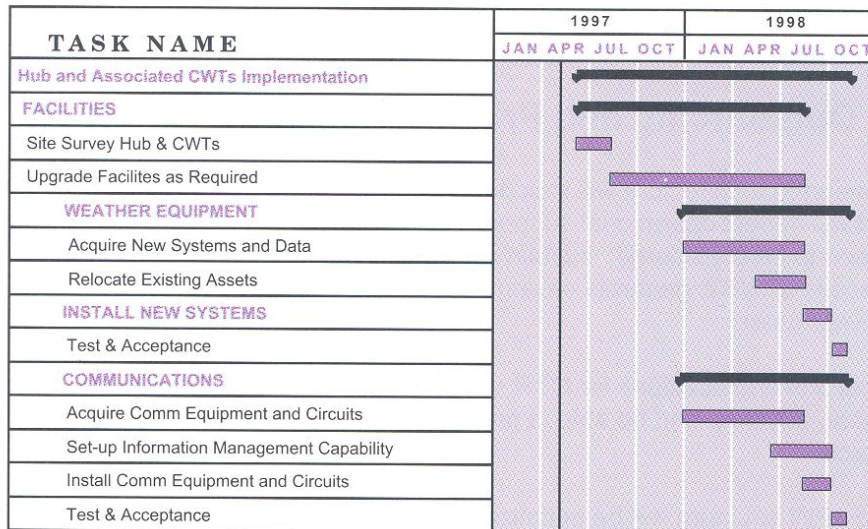 1997 1998
TASK NAME JAN APR JUL OCT JAN APR JUL OCT
Hub and Associated CWTs Implementation
FACILITIES
Site Survey Hub & CWTs
Upgrade Facilites as Required
WEATHER EQUIPMENT
Acquire New Systems and Data
Relocate Existing Assets
INSTALL NEW SYSTEMS
Test & Acceptance
COMMUNICATIONS
Acquire Comm Equipment and Circuits
Set-up Information Management Capability
Install Comm Equipment and Circuits
Test & Acceptance